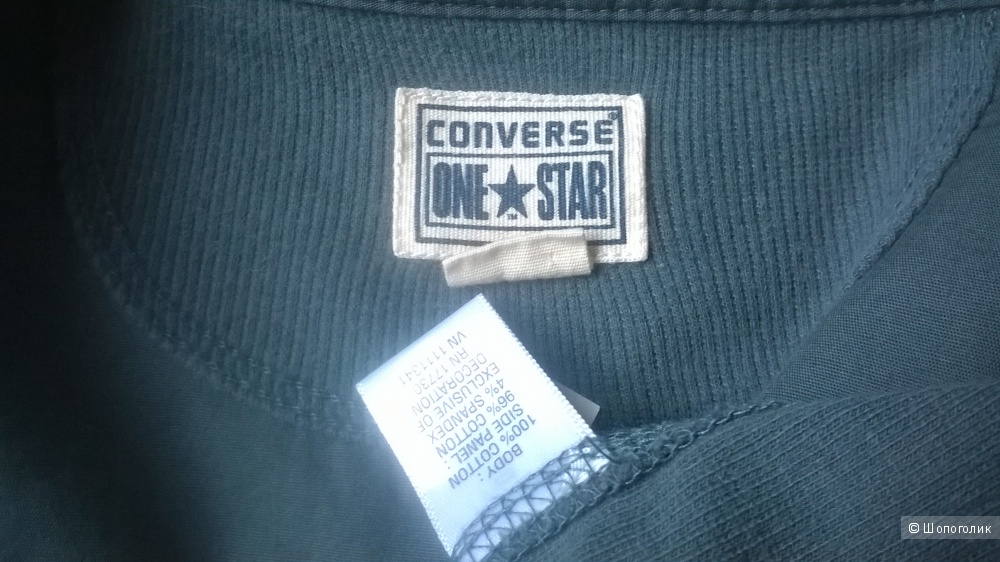 CONVERSE®
ONE★STAR
BODY :
100% COTTON
SIDE PANEL :
96% COTTON
4% SPANDEX
EXCLUSIVE OF
DECORATION
RN 17730
VN 1111341
© Шопоголик